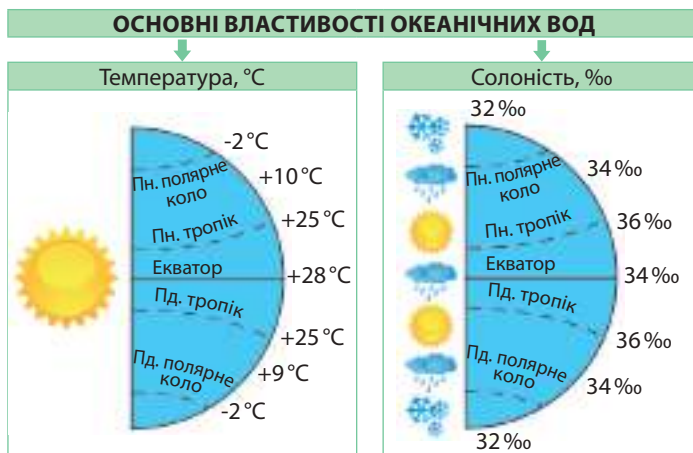 ОСНОВНІ ВЛАСТИВОСТІ ОКЕАНІЧНИХ ВОД
Температура, °C
-2 °C
Пн. полярне
коло
+10 °C
+25 °C
Пн. тропік
Екватор
+28 °C
Пд. тропік
+25 °C
Пд. полярне
коло
+9 °C
-2 °C
Солоність, ‰
32 ‰
34 ‰
Пн. полярне
коло
36 ‰
Пн. тропік
Екватор
34 ‰
Пд. тропік
36 ‰
Пд. полярне
коло
34 ‰
32 ‰